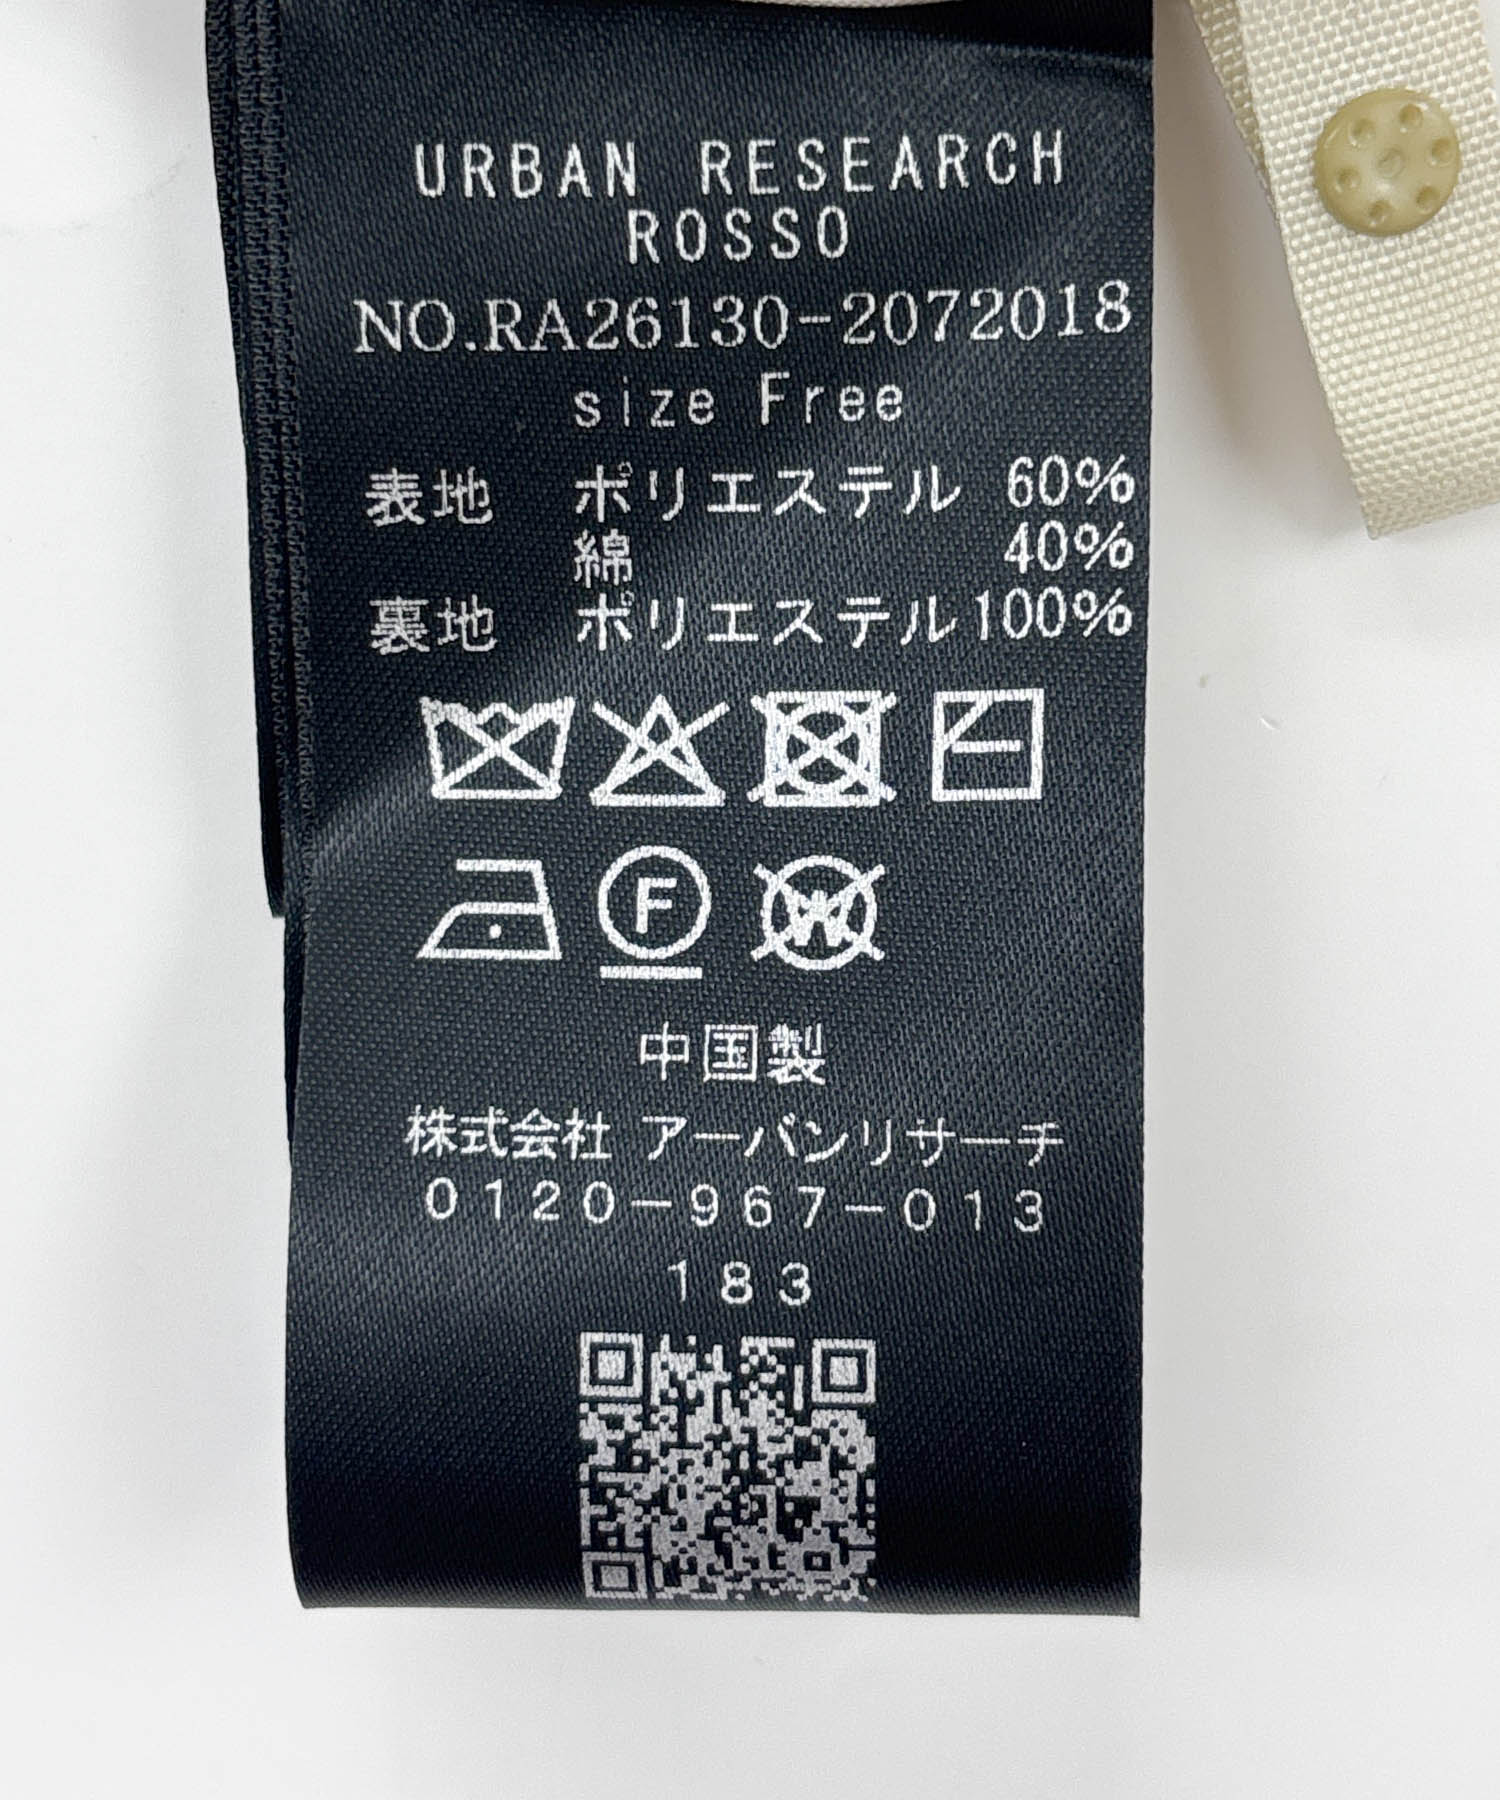 URBAN RESEARCH
ROSSO
NO.RA26130-2072018
size Free
表地 ポリエステル 60%
綿 40%
裏地 ポリエステル100%
F
W
中国製
株式会社 アーバンリサーチ
0120-967-013
183